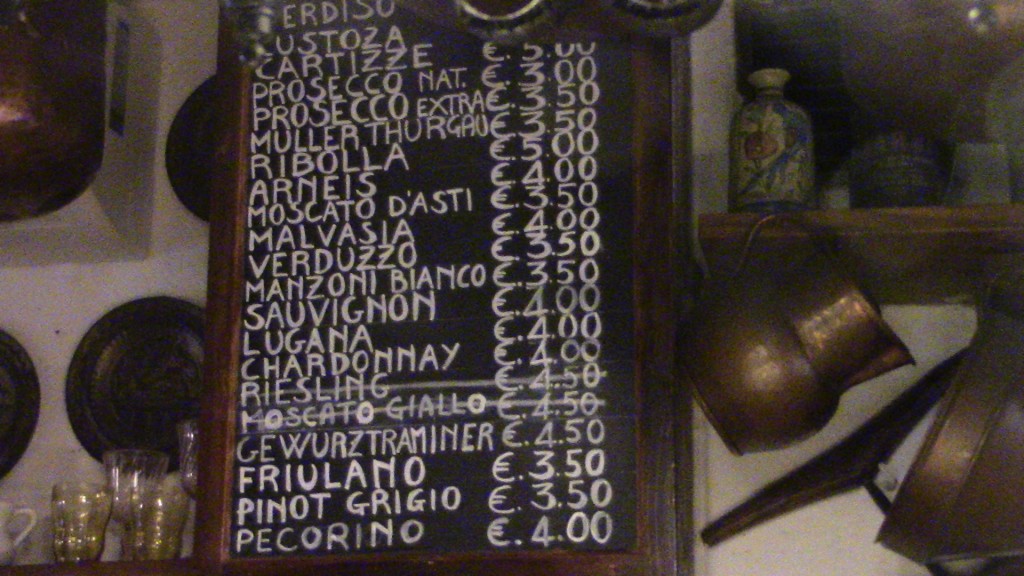 ERDISO
USTOZA
CARTIZZE €.5.00
PROSECCO NAT. €.3.00
PROSECCO EXTRA €.3.50
MULLER THURGAU €.3.50
RIBOLLA €.5.00
ARNEIS €.4.00
MOSCATO D'ASTI €.3.50
MALVASIA €.4.00
VERDUZZO €.3.50
MANZONI BIANCO €.3.50
SAUVIGNON €.4.00
LUGANA €.4.00
CHARDONNAY €.4.00
RIESLING €.4.50
MOSCATO GIALLO €.4.50
GEWURZTRAMINER €.4.50
FRIULANO €.3.50
PINOT GRIGIO €.3.50
PECORINO €.4.00